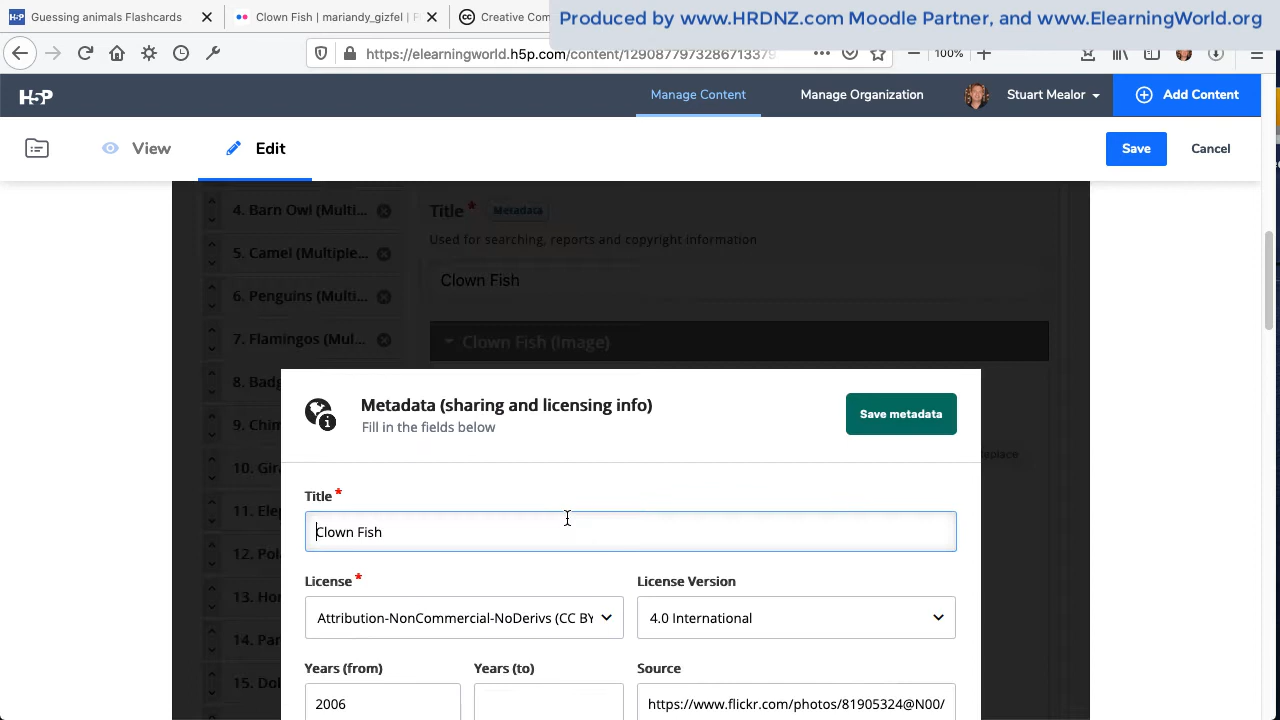 Guessing animals Flashcards
Clown Fish | mariandy_gizfel | F
Creative Com
Produced by www.HRDNZ.com Moodle Partner, and www.ElearningWorld.org
https://elearningworld.h5p.com/content/1290877973286713379
100%
H5P
Manage Content
Manage Organization
Stuart Mealor
Add Content
View
Edit
Save
Cancel
4. Barn Owl (Multi...
Title * Metadata
Used for searching, reports and copyright information
5. Camel (Multiple...
Clown Fish
6. Penguins (Multi...
7. Flamingos (Mul...
Clown Fish (Image)
8. Badg
9. Chim
10. Gira
11. Elep
12. Pol
13. Hor
14. Par
15. Dol
eplace
Metadata (sharing and licensing info)
Fill in the fields below
Save metadata
Title *
Clown Fish
License *
License Version
Attribution-NonCommercial-NoDerivs (CC BY
4.0 International
Years (from)
Years (to)
Source
2006
https://www.flickr.com/photos/81905324@N00/